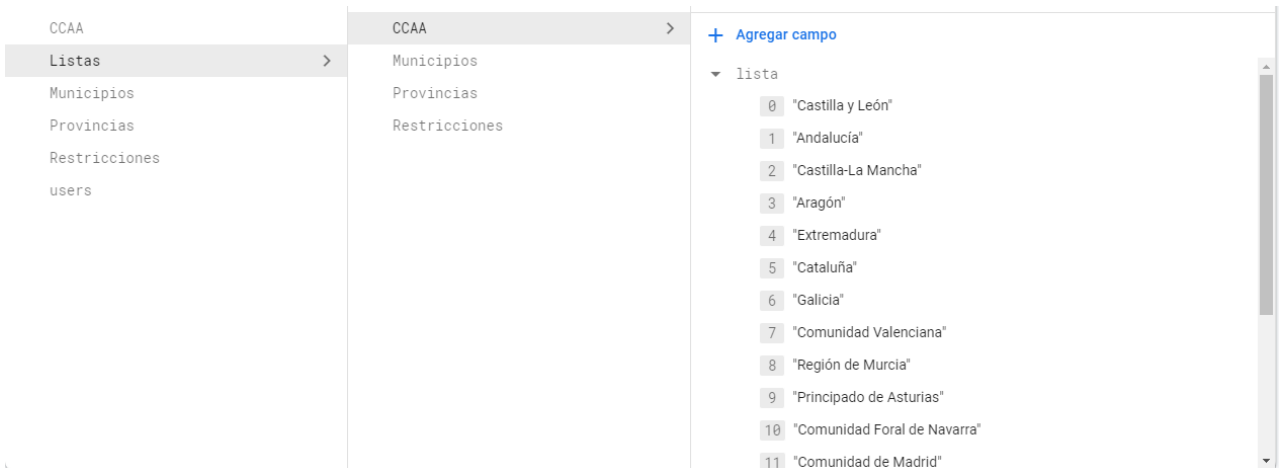 CCAA
Listas
Municipios
Provincias
Restricciones
users
CCAA
Municipios
Provincias
Restricciones
Agregar campo
lista
0 "Castilla y León"
1 "Andalucía"
2 "Castilla-La Mancha"
3 "Aragón"
4 "Extremadura"
5 "Cataluña"
6 "Galicia"
7 "Comunidad Valenciana"
8 "Región de Murcia"
9 "Principado de Asturias"
10 "Comunidad Foral de Navarra"
11 "Comunidad de Madrid"